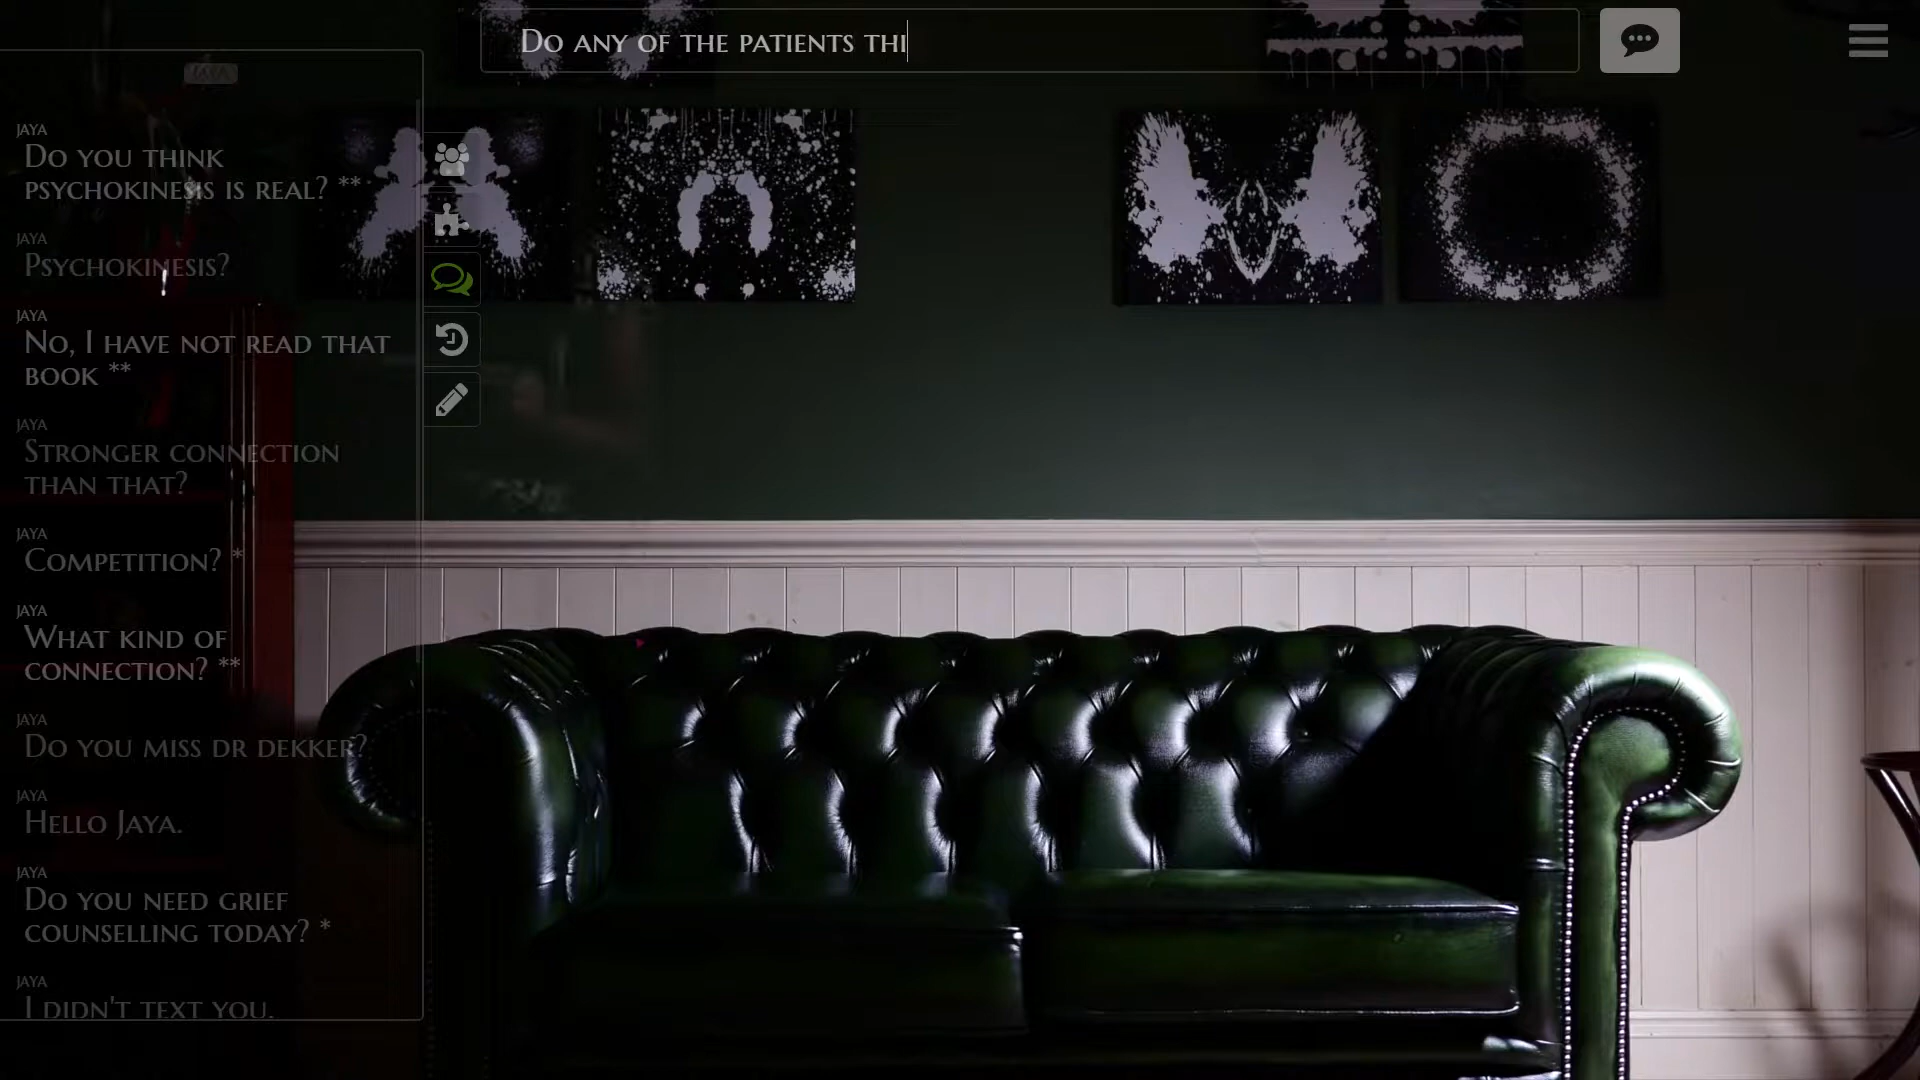 Do any of the patients thi
JAYA
JAYA
Do you think
psychokinesis is real? **
JAYA
Psychokinesis?
JAYA
No, I have not read that
book **
JAYA
Stronger connection
than that?
JAYA
Competition? *
JAYA
What kind of
connection? **
JAYA
Do you miss Dr Dekker?
JAYA
Hello Jaya.
JAYA
Do you need grief
counselling today? *
JAYA
I didn't text you.